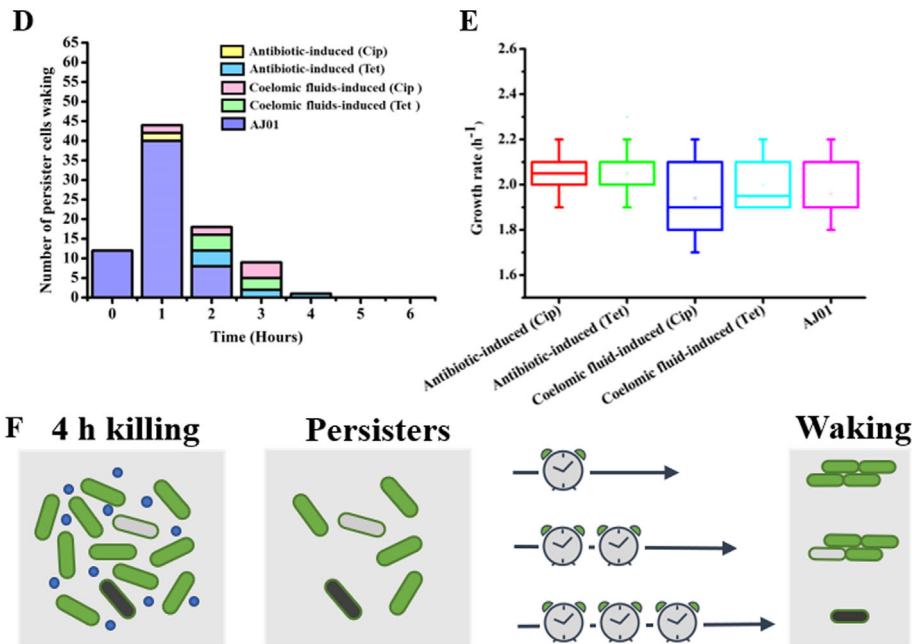 D
65
60
55
50
45
40
35
30
25
20
15
10
5
0
Number of persister cells waking
Antibiotic-induced (Cip)
Antibiotic-induced (Tet)
Coelomic fluids-induced (Cip )
Coelomic fluids-induced (Tet )
AJ01
0 1 2 3 4 5 6
Time (Hours)
E
2.6
2.4
2.2
2.0
1.8
1.6
Growth rate (h⁻¹)
Antibiotic-induced (Cip)
Antibiotic-induced (Tet)
Coelomic fluid-induced (Cip)
Coelomic fluid-induced (Tet)
AJ01
F 4 h killing Persisters Waking